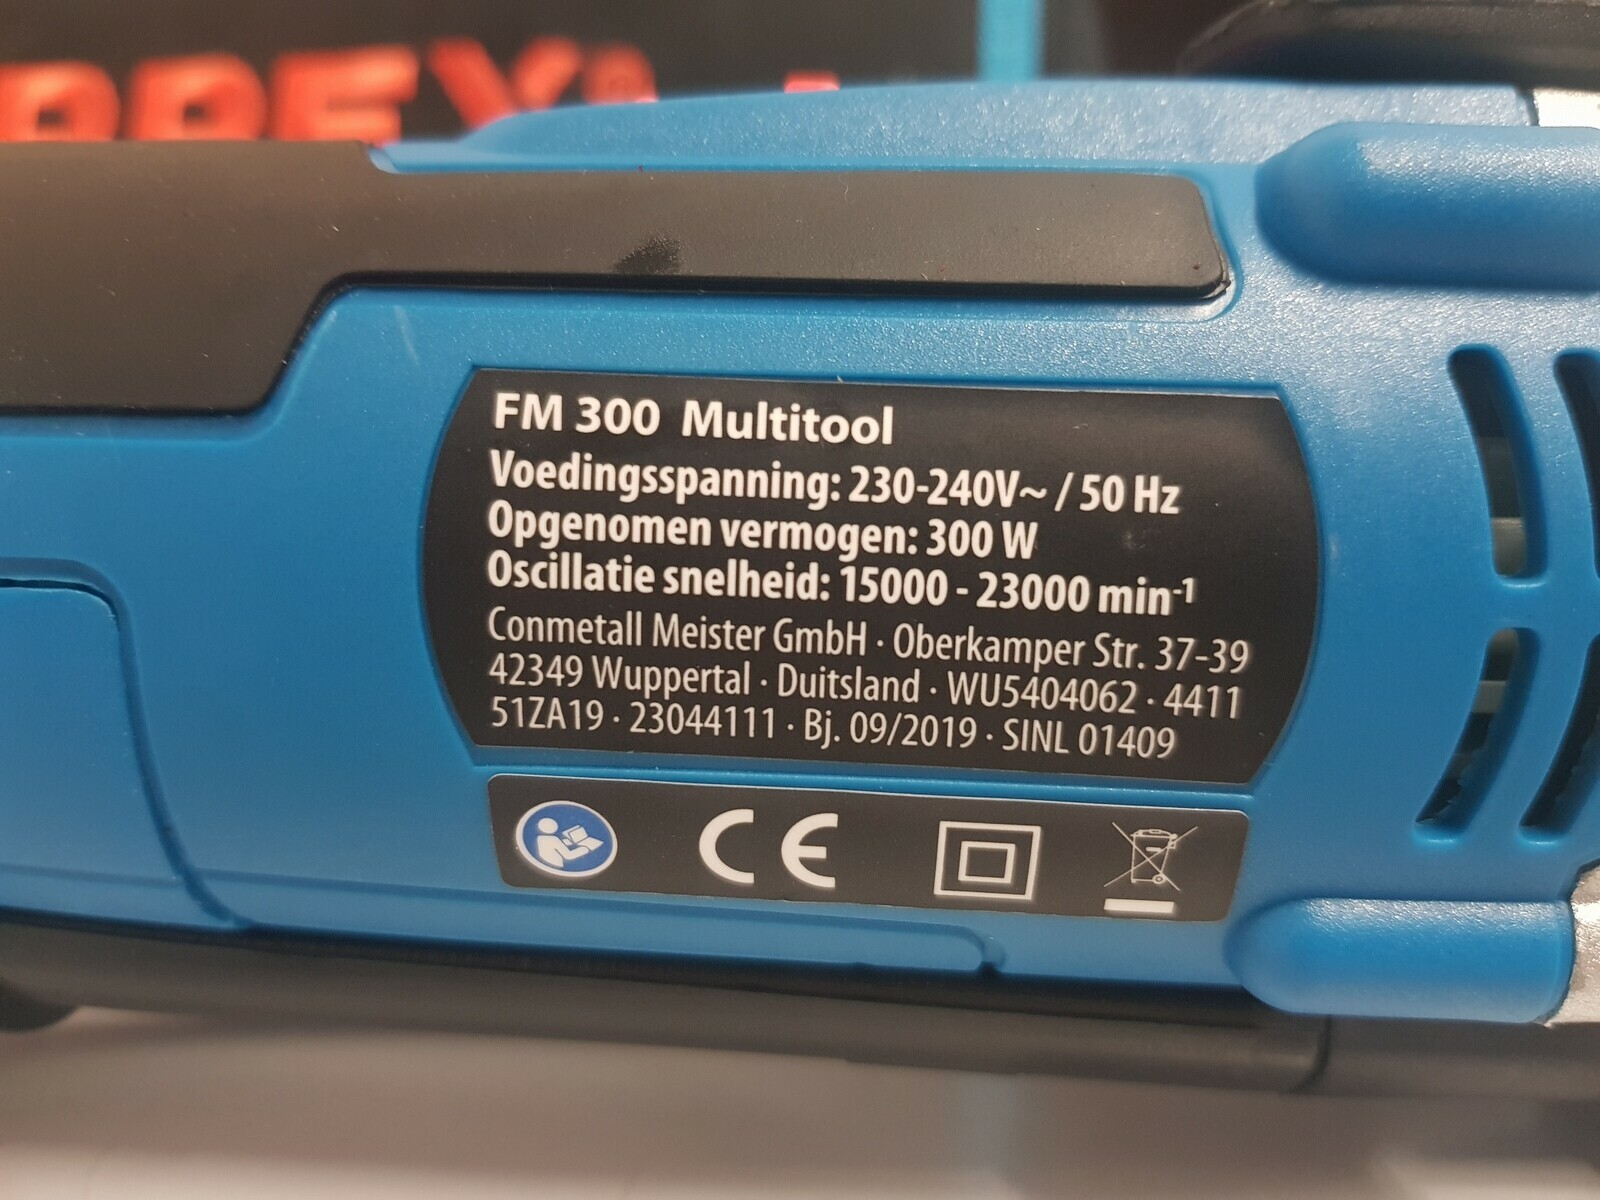 FM 300 Multitool
Voedingsspanning: 230-240V~ / 50 Hz
Opgenomen vermogen: 300 W
Oscillatie snelheid: 15000 - 23000 min⁻¹
Conmetall Meister GmbH · Oberkamper Str. 37-39
42349 Wuppertal · Duitsland · WU5404062 · 4411
51ZA19 · 23044111 · Bj. 09/2019 · SINL 01409
CE